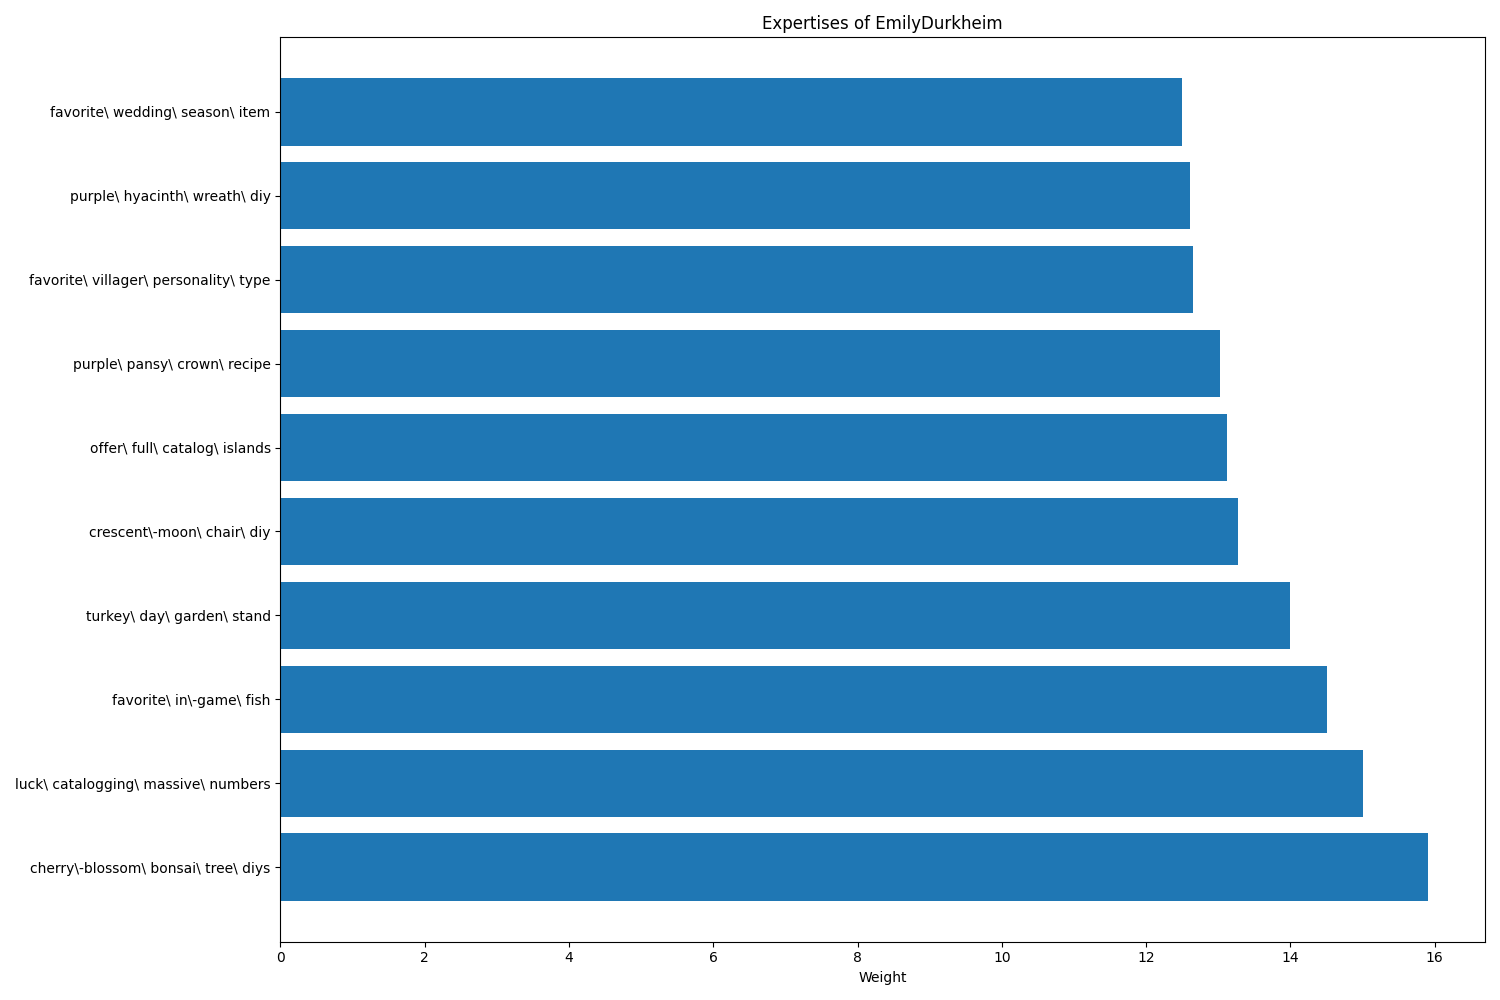 Expertises of EmilyDurkheim
favorite\ wedding\ season\ item
purple\ hyacinth\ wreath\ diy
favorite\ villager\ personality\ type
purple\ pansy\ crown\ recipe
offer\ full\ catalog\ islands
crescent\-moon\ chair\ diy
turkey\ day\ garden\ stand
favorite\ in\-game\ fish
luck\ catalogging\ massive\ numbers
cherry\-blossom\ bonsai\ tree\ diys
0 2 4 6 8 10 12 14 16
Weight